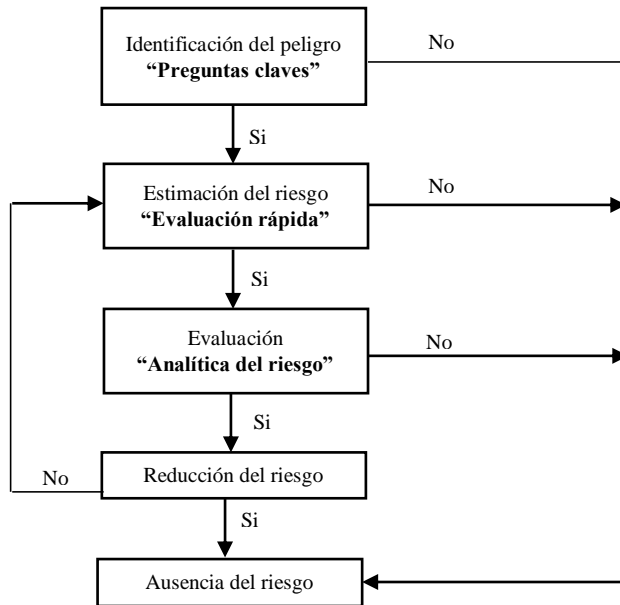 Identificación del peligro
“Preguntas claves”
No
Si
Estimación del riesgo
“Evaluación rápida”
No
Si
Evaluación
“Analítica del riesgo”
No
Si
Reducción del riesgo
No
Si
Ausencia del riesgo